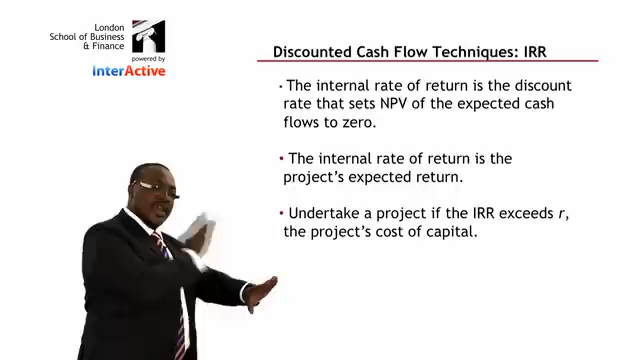 London
School of Business
& Finance
powered by
InterActive
Discounted Cash Flow Techniques: IRR
• The internal rate of return is the discount
rate that sets NPV of the expected cash
flows to zero.
• The internal rate of return is the
project’s expected return.
• Undertake a project if the IRR exceeds r,
the project’s cost of capital.